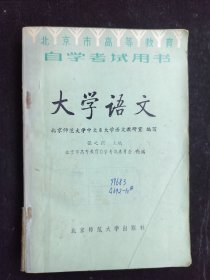 北京市高等教育
自学考试用书
大学语文
北京师范大学中文系大学语文教研室 编写
主编
北京市高等教育自学考试委员会 组编
北京师范大学出版社